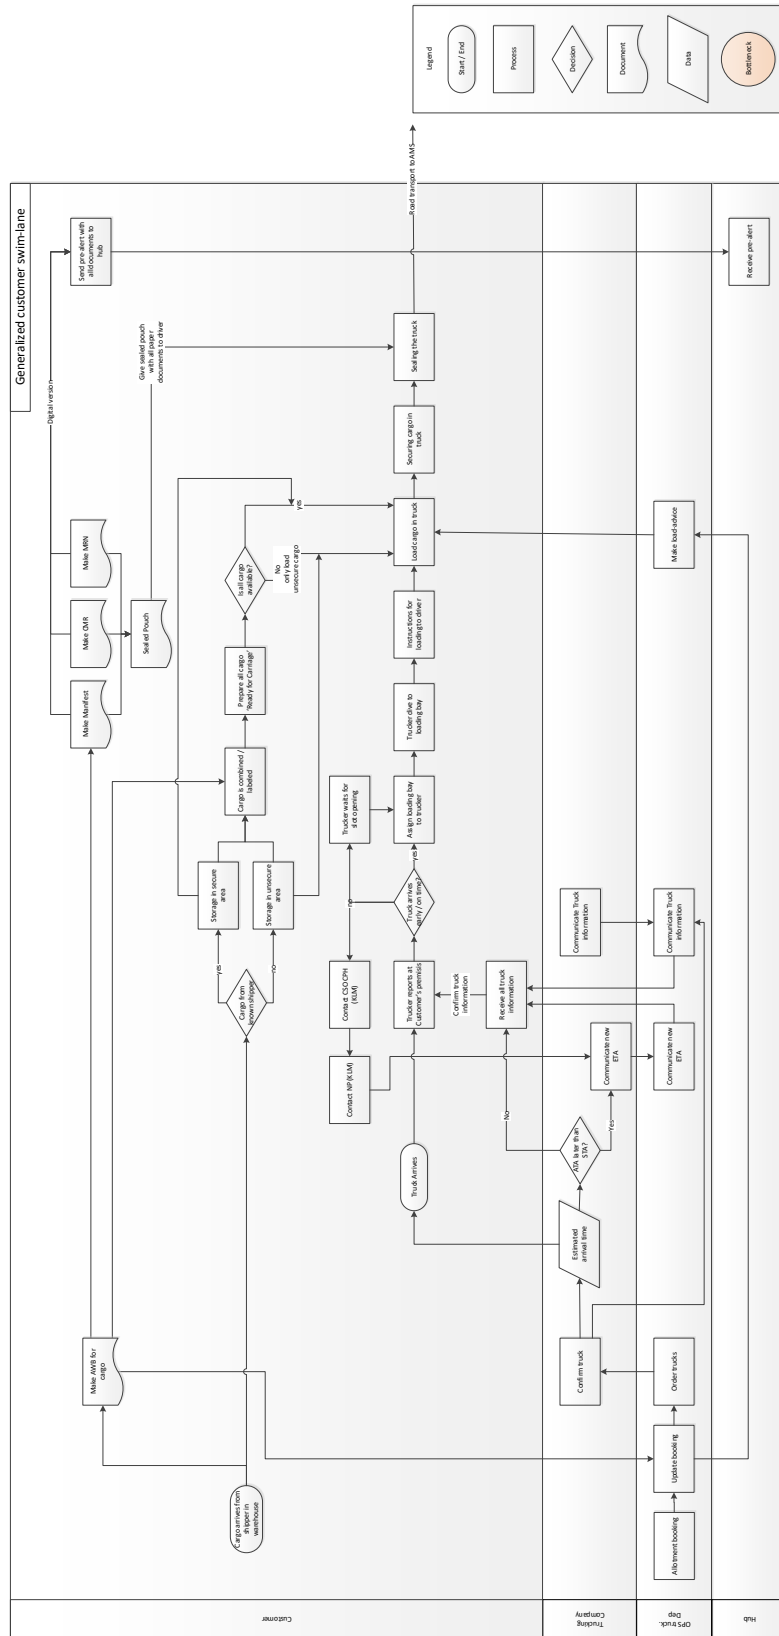 Generalized customer swim-lane
Customer
Trucking
Company
OPS truck.
Dep
Hub
Cargo arrives from
shipper in
warehouse
Make AWB for
cargo
Cargo from
known shipper
yes
no
Storage in secure
area
Storage in unsecure
area
Cargo is combined /
labeled
Prepare all cargo
'Ready for Carriage'
Is all cargo
available?
yes
No
only load
unsecure cargo
Make Manifest
Make CMR
Make MRN
Sealed Pouch
Digital version
Give sealed pouch
with all paper
documents to driver
Send pre alert with
all documents to
hub
Truck Arrives
Contact NP (KLM)
Contact CSOCPH
(KLM)
Trucker reports at
Customer's premisis
Receive all truck
information
Confirm truck
information
Truck arrives
early / on time?
no
yes
Trucker waits for
slot opening
Assign loading bay
to trucker
Trucker dive to
loading bay
Instructions for
loading to driver
Load cargo in truck
Securing cargo in
truck
Sealing the truck
Road transport to AMS
Confirm truck
Estimated
arrival time
ATA later than
STA?
No
Yes
Communicate new
ETA
Communicate Truck
information
Allotment booking
Update booking
Order trucks
Communicate new
ETA
Communicate Truck
information
Make load-advice
Receive pre-alert
Legend
Start / End
Process
Decision
Document
Data
Bottleneck